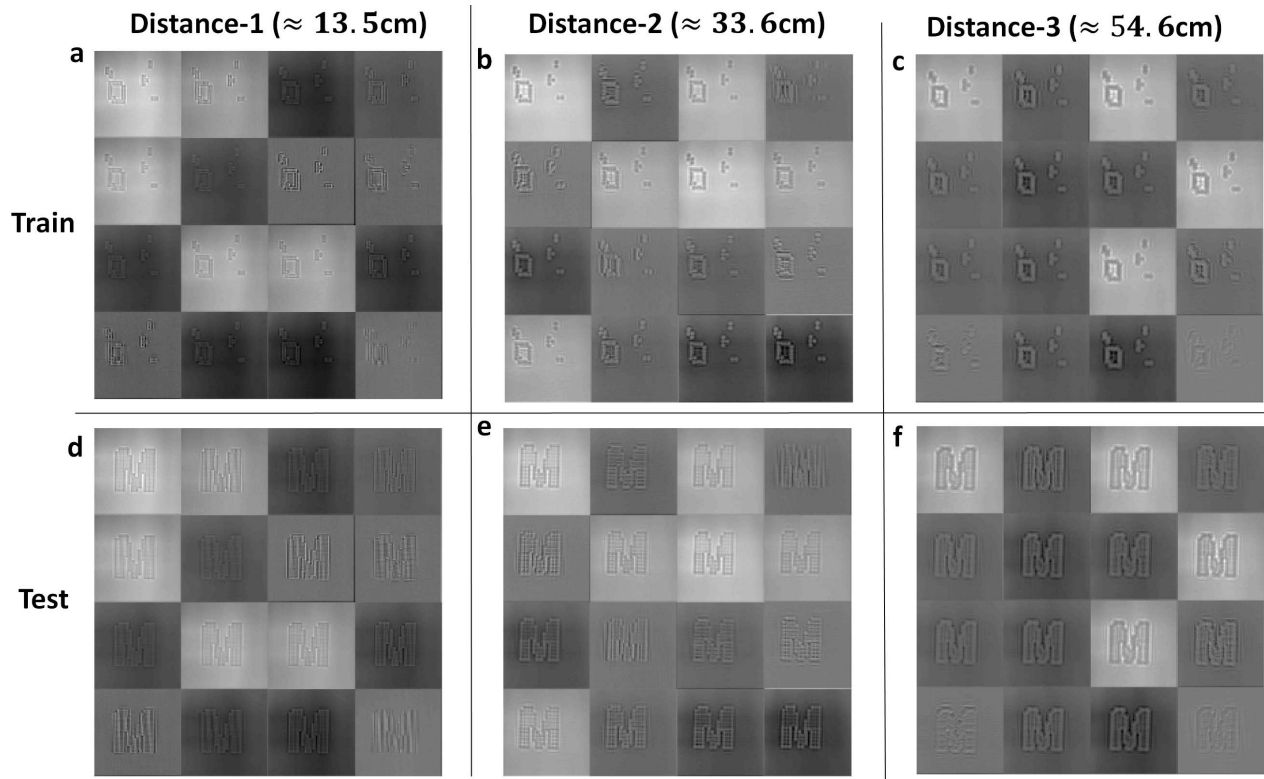 Distance-1 (≈ 13.5cm)
Distance-2 (≈ 33.6cm)
Distance-3 (≈ 54.6cm)
a
b
c
Train
d
e
f
Test
M M M M
M M M M
M M M M
M M M M
M M M M
M M M M
M M M M
M M M M
M M M M
M M M M
M M M M
M M M M